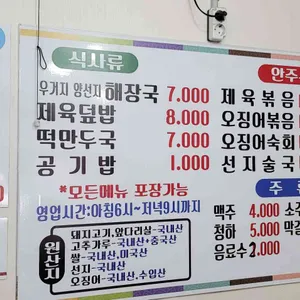 식사류
우거지 양선지 해장국 7.000
제육덮밥 8.000
떡만두국 7.000
공기밥 1.000
*모든메뉴 포장가능
영업시간:아침6시~저녁9시까지
원산지
돼지고기,앞다리살-국내산
고추가루-국내산+중국산
쌀-국내산,미국산
선지-국내산
오징어-국내산,수입산
안주
제육볶음
오징어볶음
오징어숙회
선지술국
주
맥주 4.000
청하 5.000
음료수 2.000
소
막